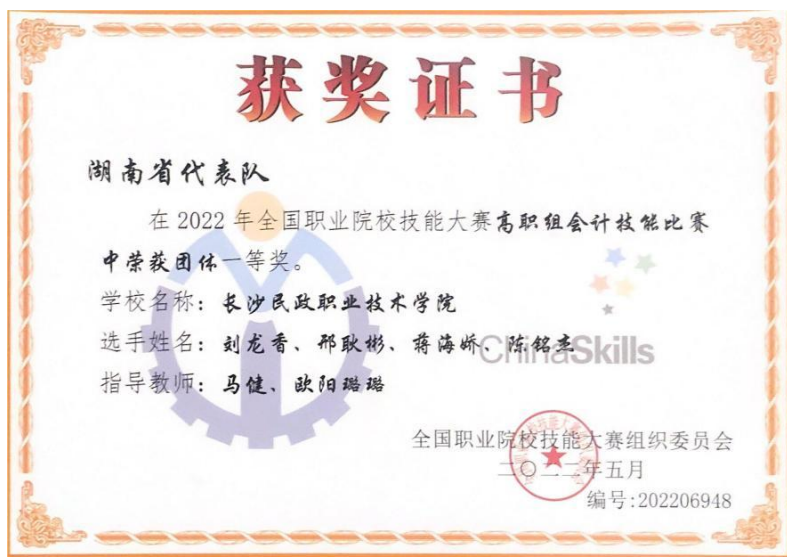 获奖证书
湖南省代表队
在 2022 年全国职业院校技能大赛高职组会计技能比赛
中荣获团体一等奖。
学校名称：长沙民政职业技术学院
选手姓名：刘龙香、邢耿彬、蒋海娇、陈铭杰
ChinaSkills
指导教师：马健、欧阳璐璐
全国职业院校技能大赛组织委员会
二〇二二年五月
编号:202206948